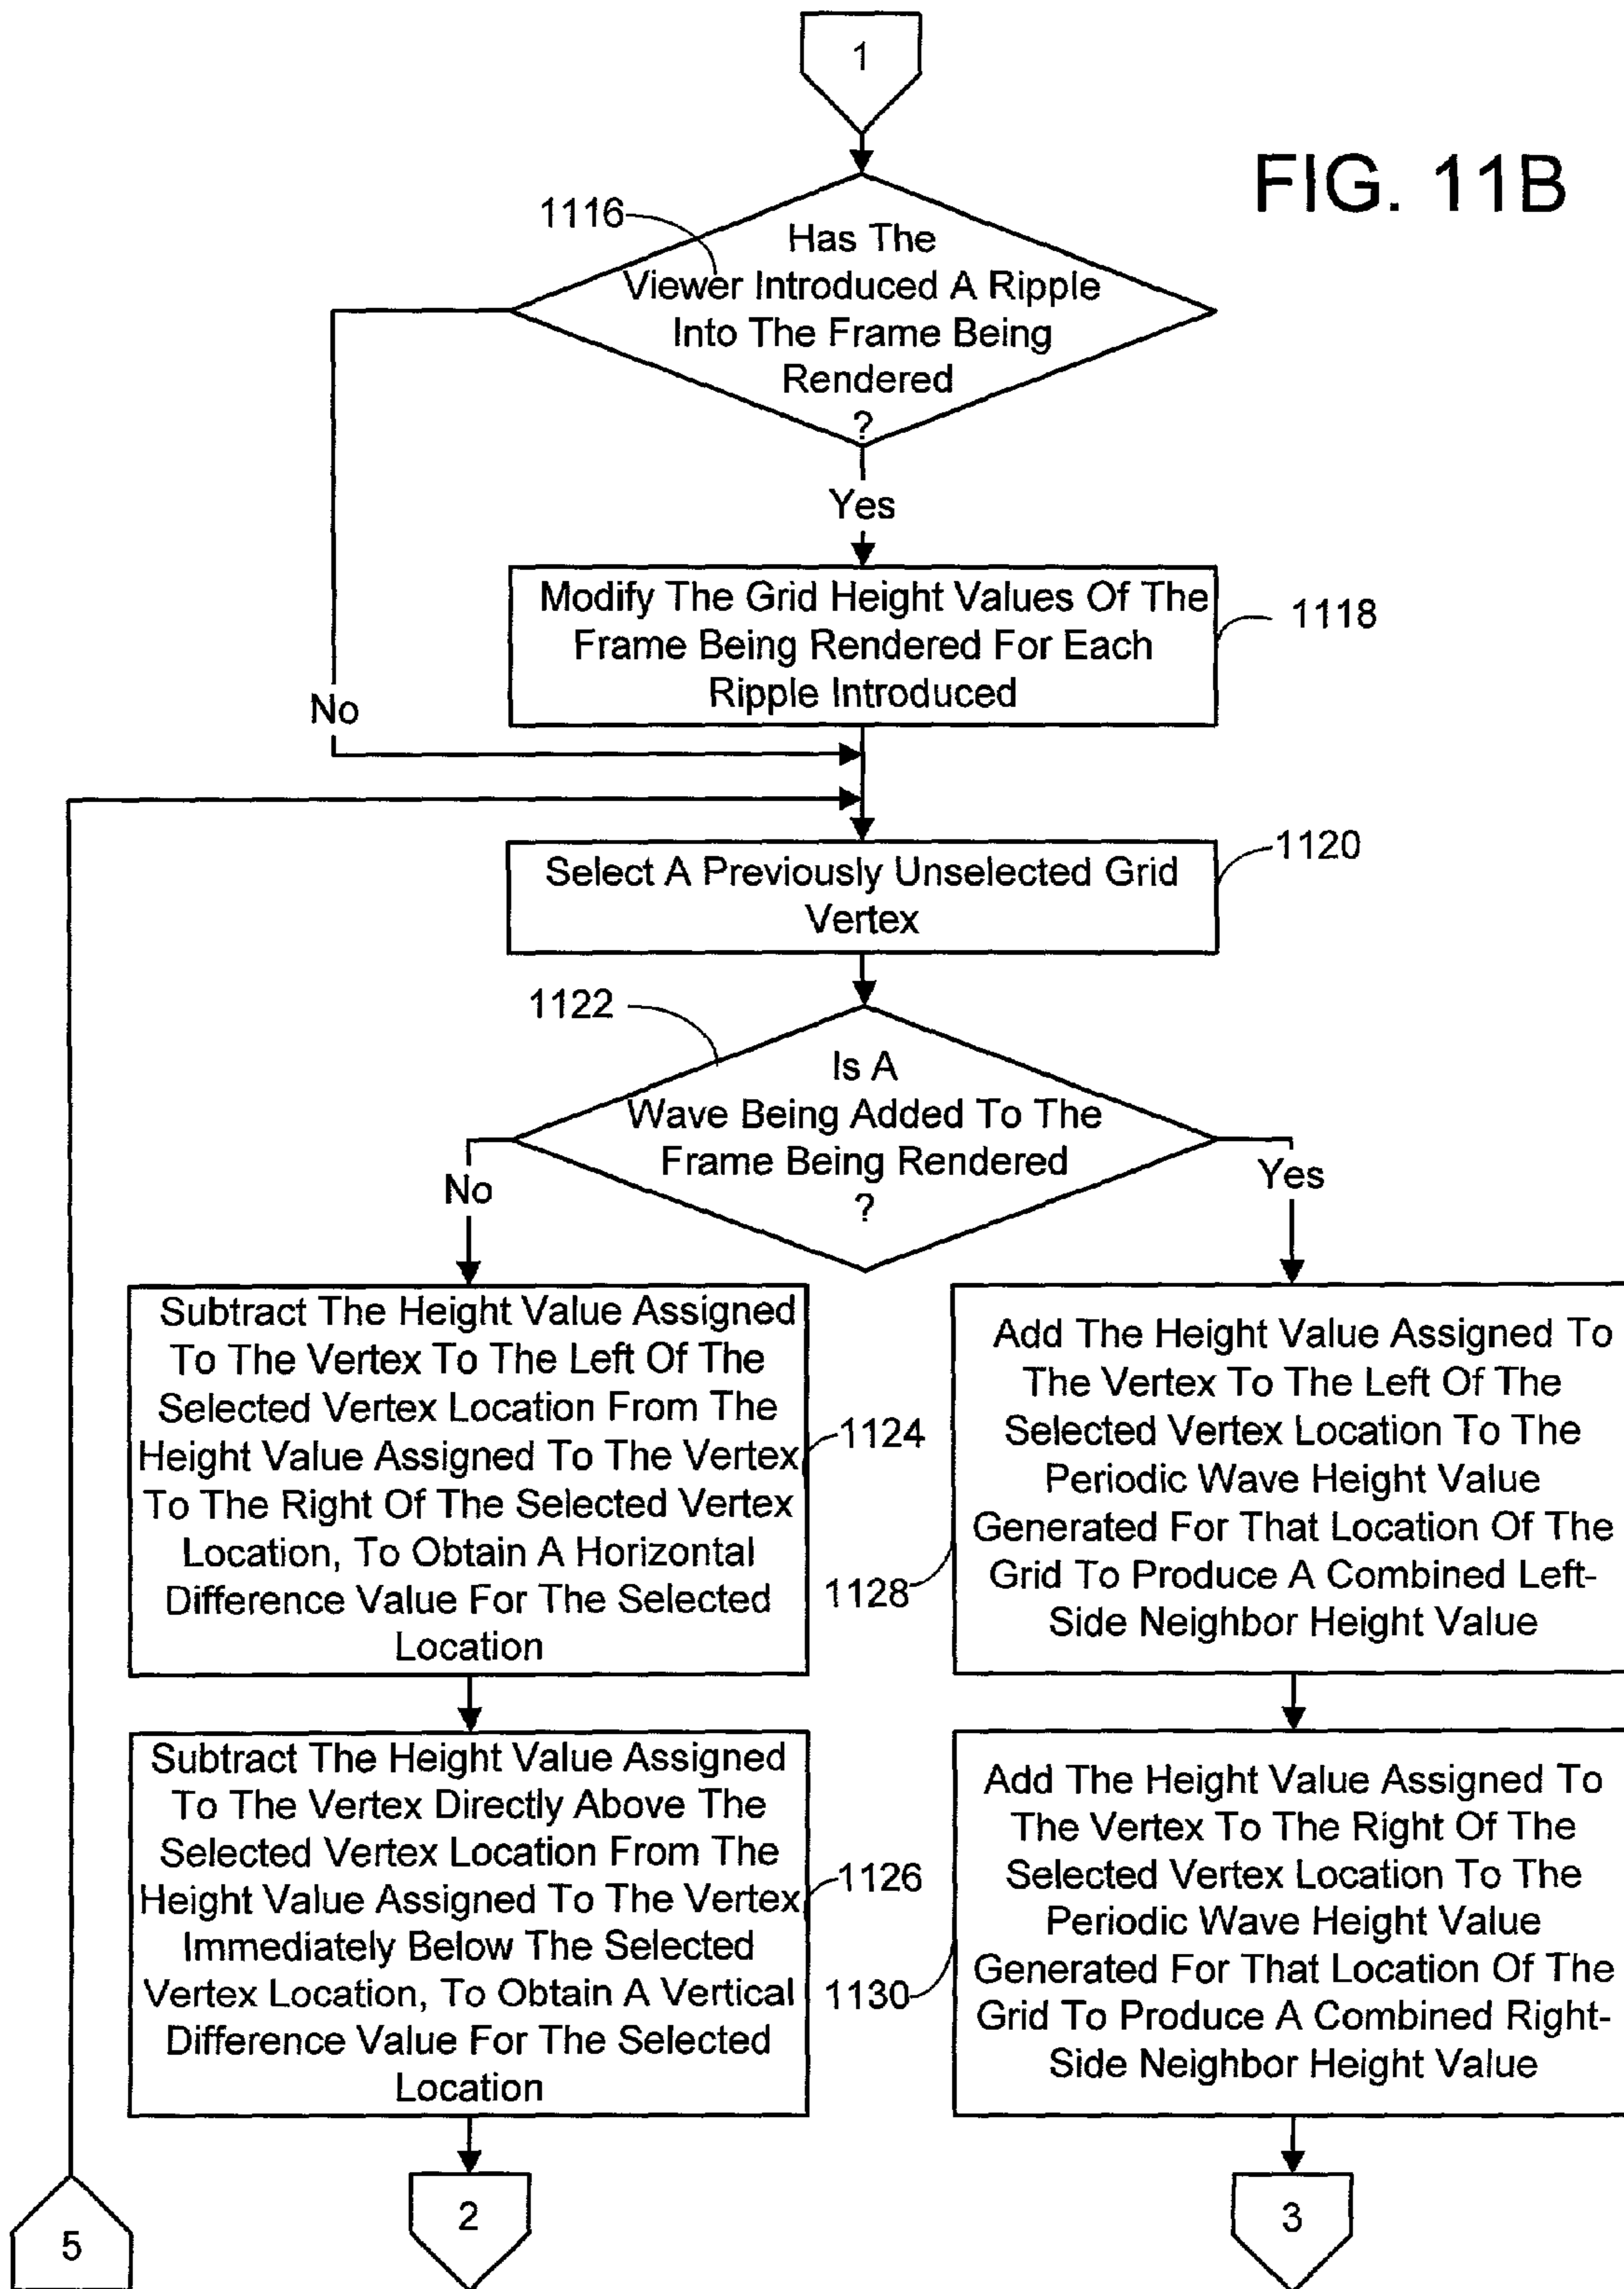 1
FIG. 11B
1116
Has The
Viewer Introduced A Ripple
Into The Frame Being
Rendered
?
Yes
No
Modify The Grid Height Values Of The
Frame Being Rendered For Each
Ripple Introduced
1118
Select A Previously Unselected Grid
Vertex
1120
1122
Is A
Wave Being Added To The
Frame Being Rendered
?
No
Yes
Subtract The Height Value Assigned
To The Vertex To The Left Of The
Selected Vertex Location From The
Height Value Assigned To The Vertex
To The Right Of The Selected Vertex
Location, To Obtain A Horizontal
Difference Value For The Selected
Location
1124
Add The Height Value Assigned To
The Vertex To The Left Of The
Selected Vertex Location To The
Periodic Wave Height Value
Generated For That Location Of The
Grid To Produce A Combined Left-
Side Neighbor Height Value
1128
Subtract The Height Value Assigned
To The Vertex Directly Above The
Selected Vertex Location From The
Height Value Assigned To The Vertex
Immediately Below The Selected
Vertex Location, To Obtain A Vertical
Difference Value For The Selected
Location
1126
Add The Height Value Assigned To
The Vertex To The Right Of The
Selected Vertex Location To The
Periodic Wave Height Value
Generated For That Location Of The
Grid To Produce A Combined Right-
Side Neighbor Height Value
1130
5
2
3